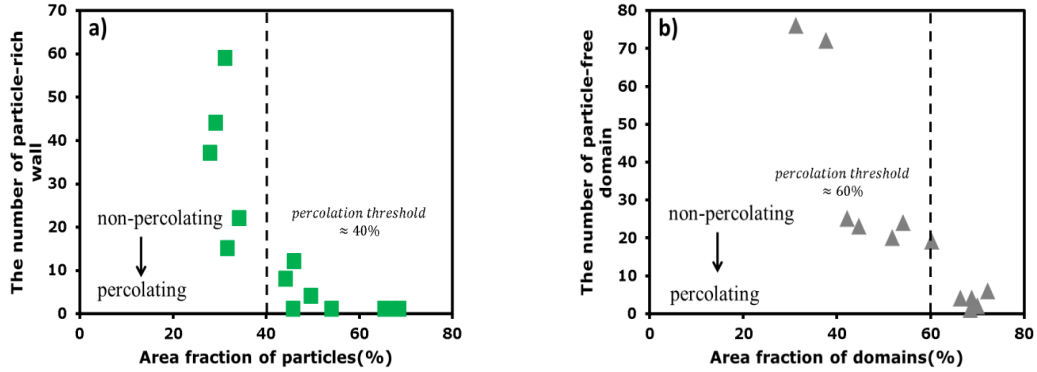 a)
The number of particle-rich
wall
70
60
50
40
30
20
10
0
non-percolating
percolating
percolation threshold
≈ 40%
0 20 40 60 80
Area fraction of particles(%)
b)
The number of particle-free
domain
80
70
60
50
40
30
20
10
0
percolation threshold
≈ 60%
non-percolating
percolating
0 20 40 60 80
Area fraction of domains(%)